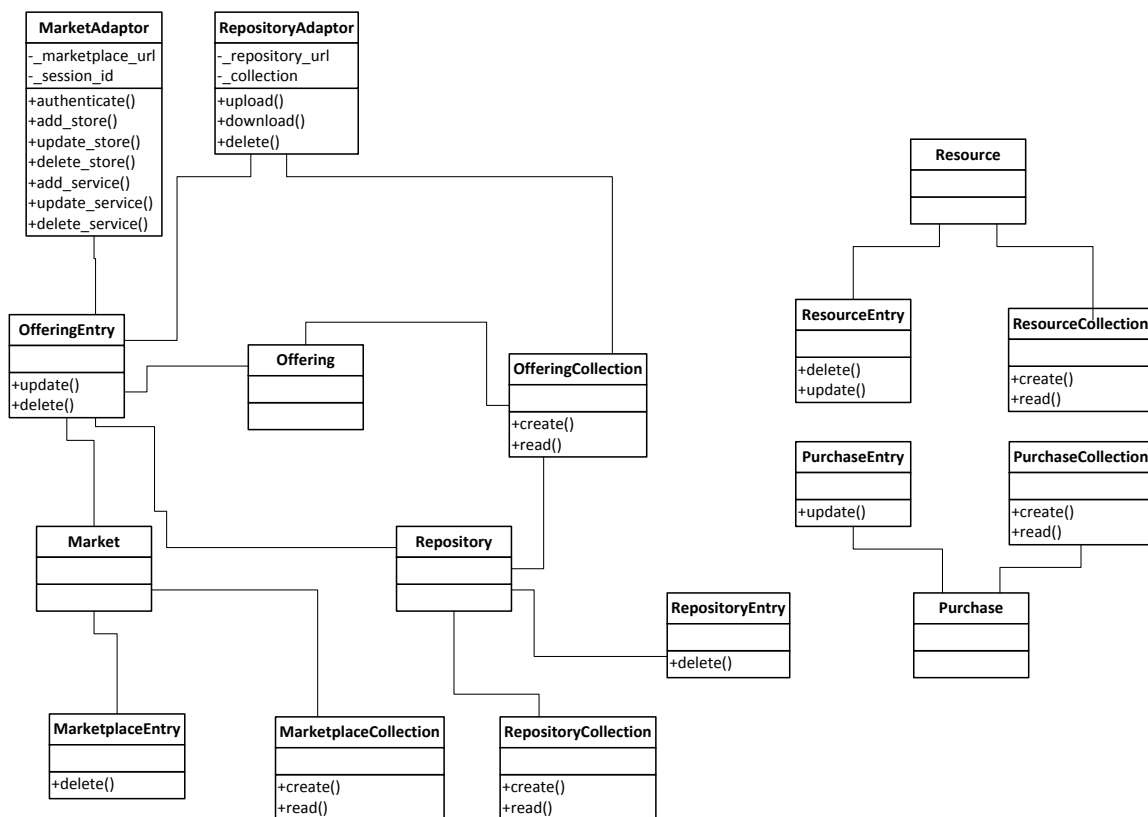 MarketAdaptor
-_marketplace_url
-_session_id
+authenticate()
+add_store()
+update_store()
+delete_store()
+add_service()
+update_service()
+delete_service()
RepositoryAdaptor
-_repository_url
-_collection
+upload()
+download()
+delete()
Resource
OfferingEntry
+update()
+delete()
Offering
OfferingCollection
+create()
+read()
ResourceEntry
+delete()
+update()
ResourceCollection
+create()
+read()
PurchaseEntry
+update()
PurchaseCollection
+create()
+read()
Market
Repository
RepositoryEntry
+delete()
Purchase
MarketplaceEntry
+delete()
MarketplaceCollection
+create()
+read()
RepositoryCollection
+create()
+read()